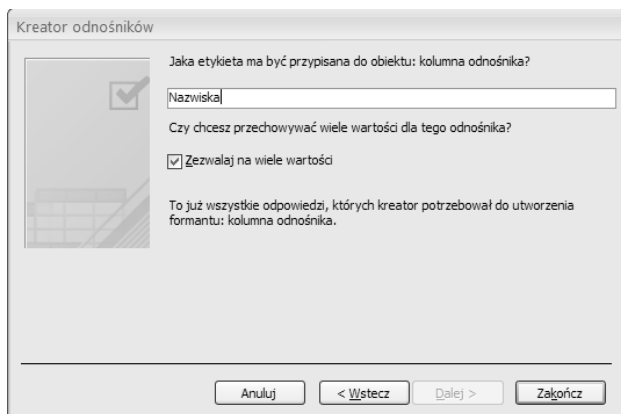 Kreator odnośników
Jaka etykieta ma być przypisana do obiektu: kolumna odnośnika?
Nazwiska
Czy chcesz przechowywać wiele wartości dla tego odnośnika?
Zezwalaj na wiele wartości
To już wszystkie odpowiedzi, których kreator potrzebował do utworzenia
formantu: kolumna odnośnika.
Anuluj
< Wstecz
Dalej >
Zakończ